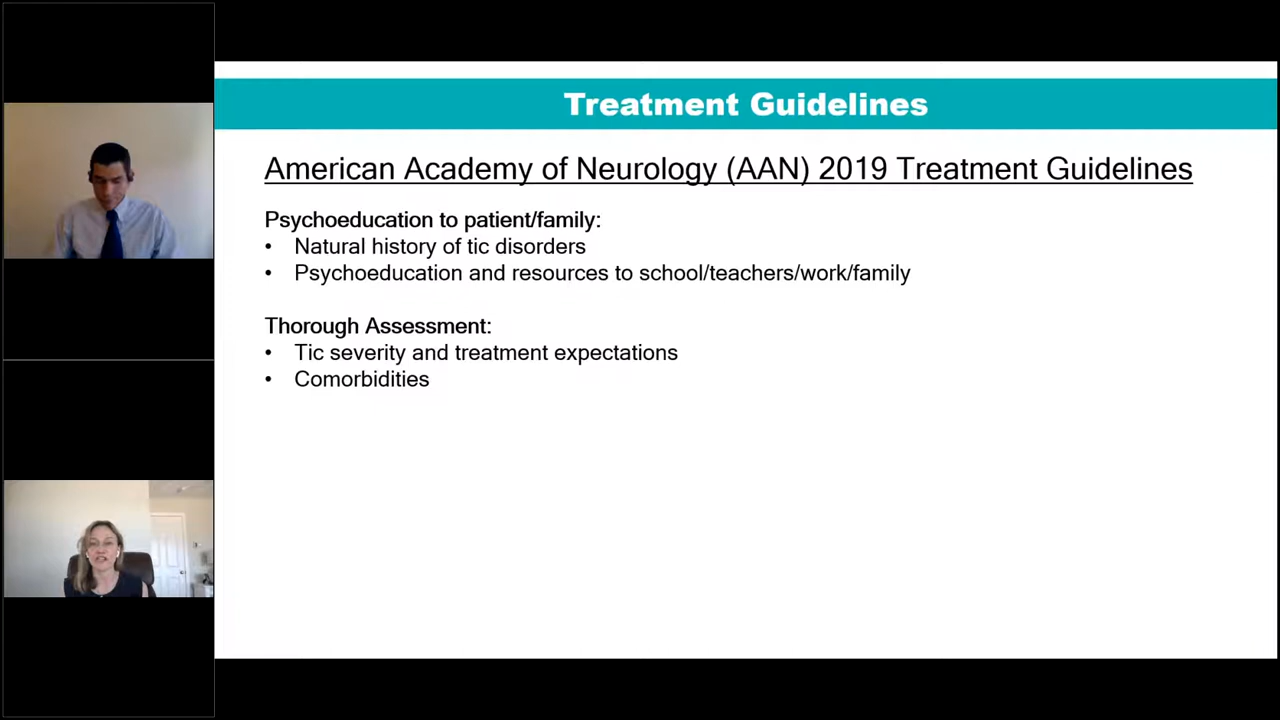 Treatment Guidelines
American Academy of Neurology (AAN) 2019 Treatment Guidelines
Psychoeducation to patient/family:
• Natural history of tic disorders
• Psychoeducation and resources to school/teachers/work/family
Thorough Assessment:
• Tic severity and treatment expectations
• Comorbidities